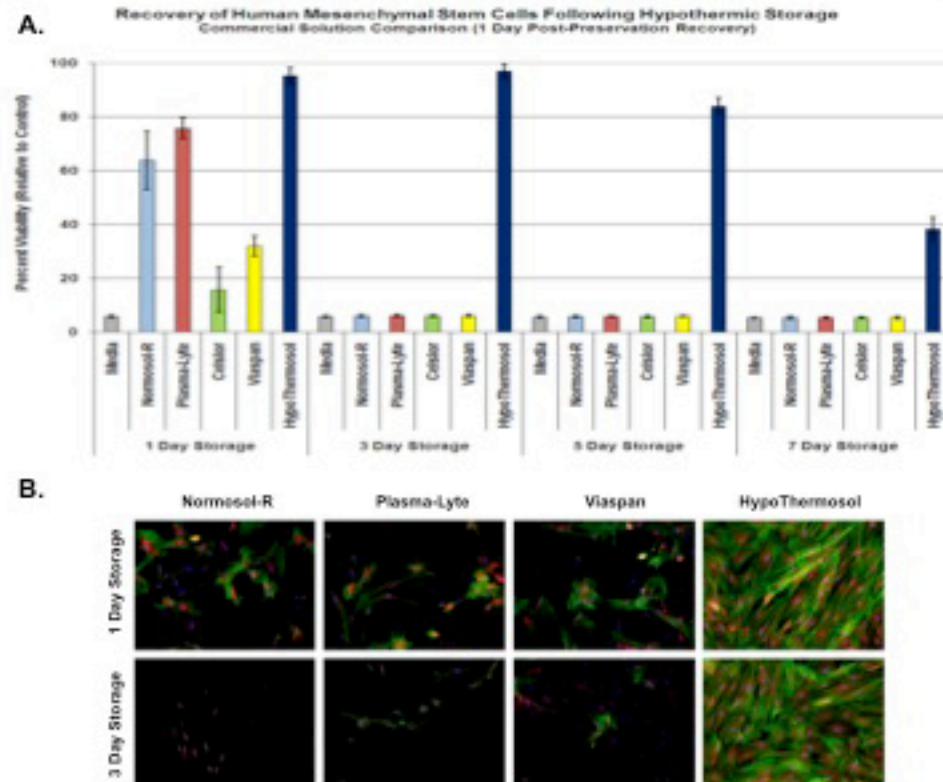 A.
Recovery of Human Mesenchymal Stem Cells Following Hypothermic Storage
Commercial Solution Comparison (1 Day Post-Preservation Recovery)
Percent Viability (Relative to Control)
100
80
60
40
20
0
Media
Normosol-R
Plasma-Lyte
Celsior
Viaspan
HypoThermosol
Media
Normosol-R
Plasma-Lyte
Celsior
Viaspan
HypoThermosol
Media
Normosol-R
Plasma-Lyte
Celsior
Viaspan
HypoThermosol
Media
Normosol-R
Plasma-Lyte
Celsior
Viaspan
HypoThermosol
1 Day Storage
3 Day Storage
5 Day Storage
7 Day Storage
B.
Normosol-R
Plasma-Lyte
Viaspan
HypoThermosol
1 Day Storage
3 Day Storage